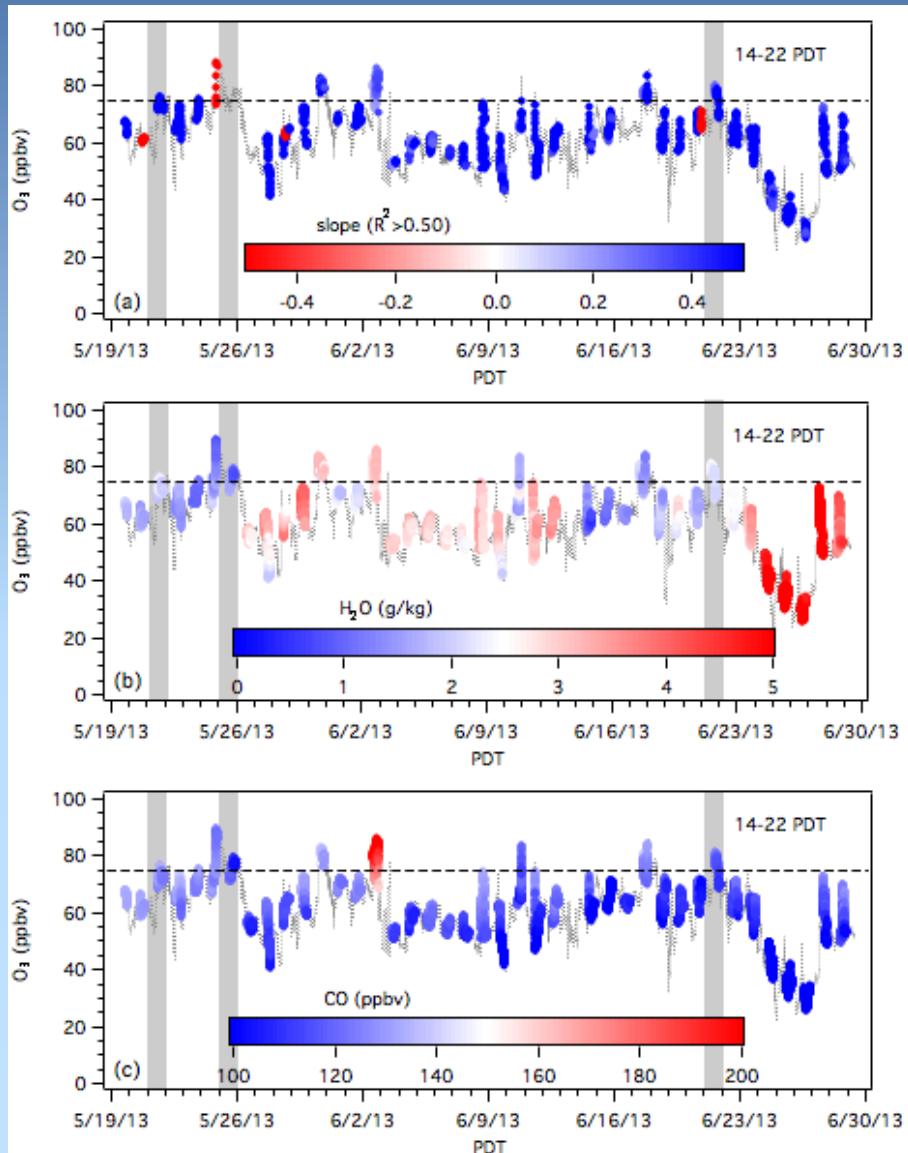 100
14-22 PDT
80
60
O₃ (ppbv)
40
slope (R²>0.50)
20
-0.4 -0.2 0.0 0.2 0.4
(a)
0
5/19/13 5/26/13 6/2/13 6/9/13 6/16/13 6/23/13 6/30/13
PDT
100
14-22 PDT
80
60
O₃ (ppbv)
40
H₂O (g/kg)
20
0 1 2 3 4 5
(b)
0
5/19/13 5/26/13 6/2/13 6/9/13 6/16/13 6/23/13 6/30/13
PDT
100
14-22 PDT
80
60
O₃ (ppbv)
40
CO (ppbv)
20
100 120 140 160 180 200
(c)
0
5/19/13 5/26/13 6/2/13 6/9/13 6/16/13 6/23/13 6/30/13
PDT